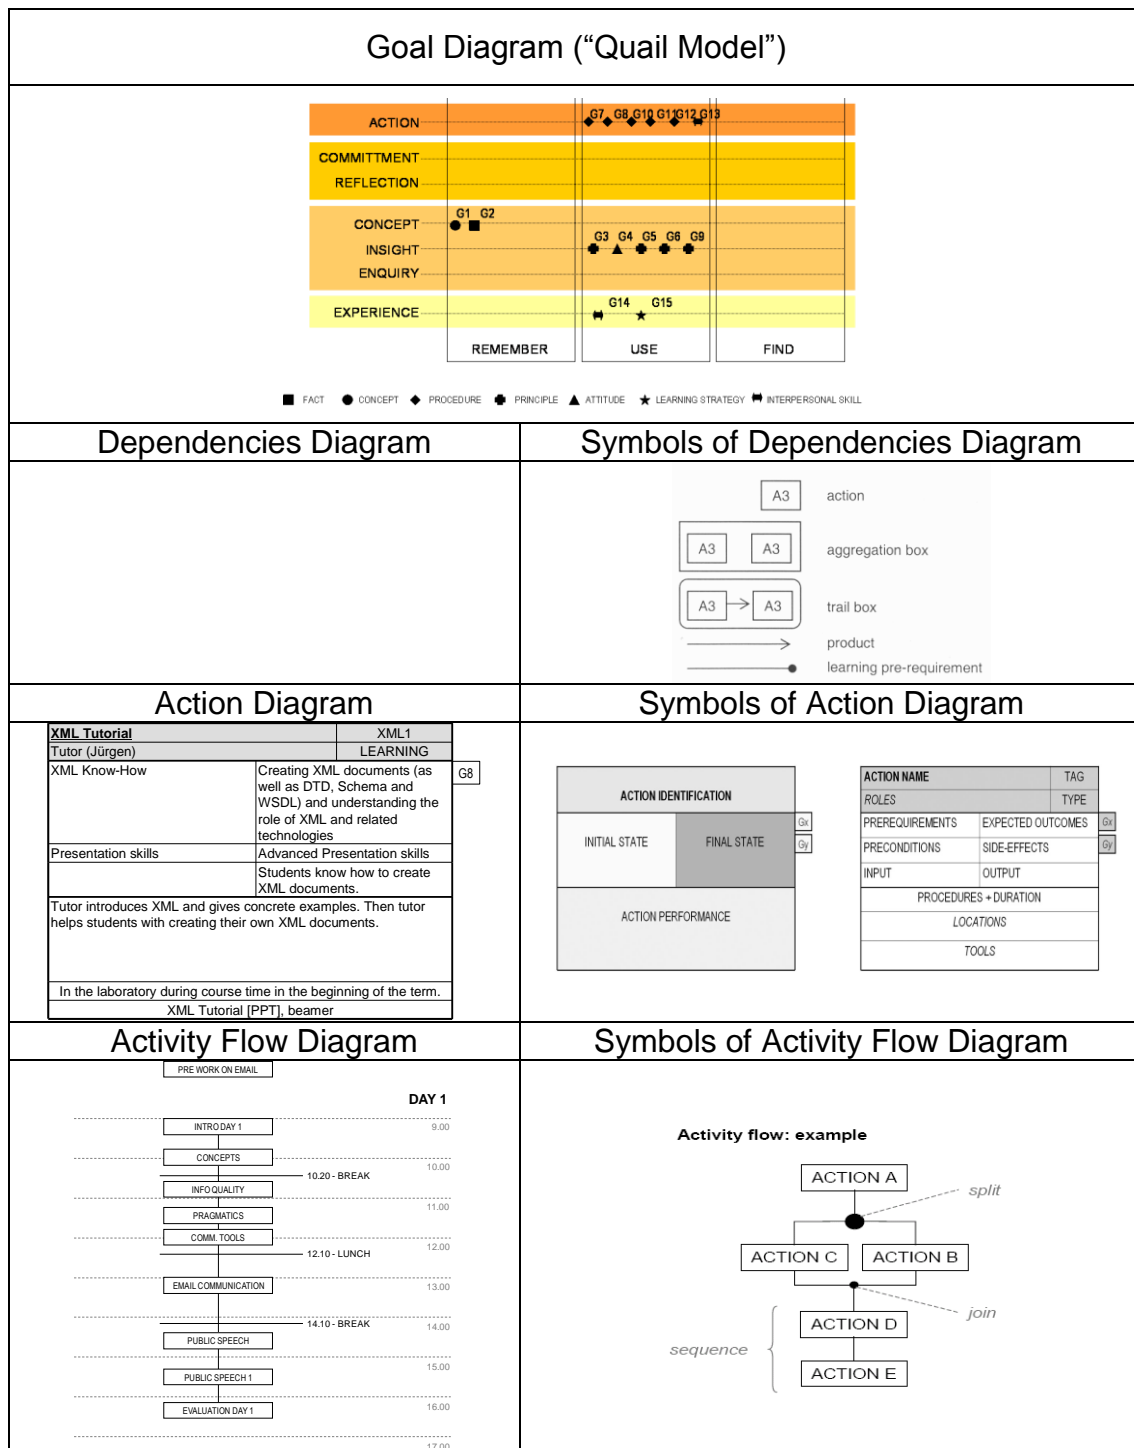 Goal Diagram (“Quail Model”)
ACTION
G7 G8 G10 G11 G12 G13
COMMITTMENT
REFLECTION
CONCEPT
G1 G2
INSIGHT
G3 G4 G5 G6 G9
ENQUIRY
EXPERIENCE
G14 G15
REMEMBER USE FIND
FACT CONCEPT PROCEDURE PRINCIPLE ATTITUDE LEARNING STRATEGY INTERPERSONAL SKILL
Dependencies Diagram
Symbols of Dependencies Diagram
A3 action
A3 A3 aggregation box
A3 A3 trail box
product
learning pre-requirement
Action Diagram
XML Tutorial XML1
Tutor (Jürgen) LEARNING
XML Know-How
Creating XML documents (as
well as DTD, Schema and
WSDL) and understanding the
role of XML and related
technologies
G8
Presentation skills
Advanced Presentation skills
Students know how to create
XML documents.
Tutor introduces XML and gives concrete examples. Then tutor
helps students with creating their own XML documents.
In the laboratory during course time in the beginning of the term.
XML Tutorial [PPT], beamer
Symbols of Action Diagram
ACTION IDENTIFICATION
INITIAL STATE FINAL STATE
Gx
Gy
ACTION PERFORMANCE
ACTION NAME TAG
ROLES TYPE
PREREQUIREMENTS EXPECTED OUTCOMES Gx
PRECONDITIONS SIDE-EFFECTS Gy
INPUT OUTPUT
PROCEDURES + DURATION
LOCATIONS
TOOLS
Activity Flow Diagram
PRE WORK ON EMAIL
DAY 1
INTRO DAY 1 9.00
CONCEPTS
10.00
10.20 - BREAK
INFO QUALITY
11.00
PRAGMATICS
COMM. TOOLS
12.00
12.10 - LUNCH
EMAIL COMMUNICATION 13.00
14.10 - BREAK
14.00
PUBLIC SPEECH
15.00
PUBLIC SPEECH 1
16.00
EVALUATION DAY 1
17.00
Symbols of Activity Flow Diagram
Activity flow: example
ACTION A
split
ACTION C ACTION B
join
ACTION D
sequence
ACTION E